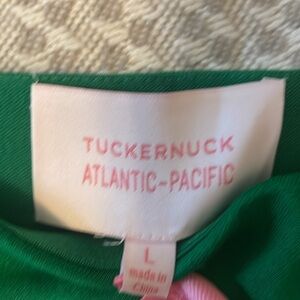 TUCKERNUCK
ATLANTIC-PACIFIC
L
made in
China